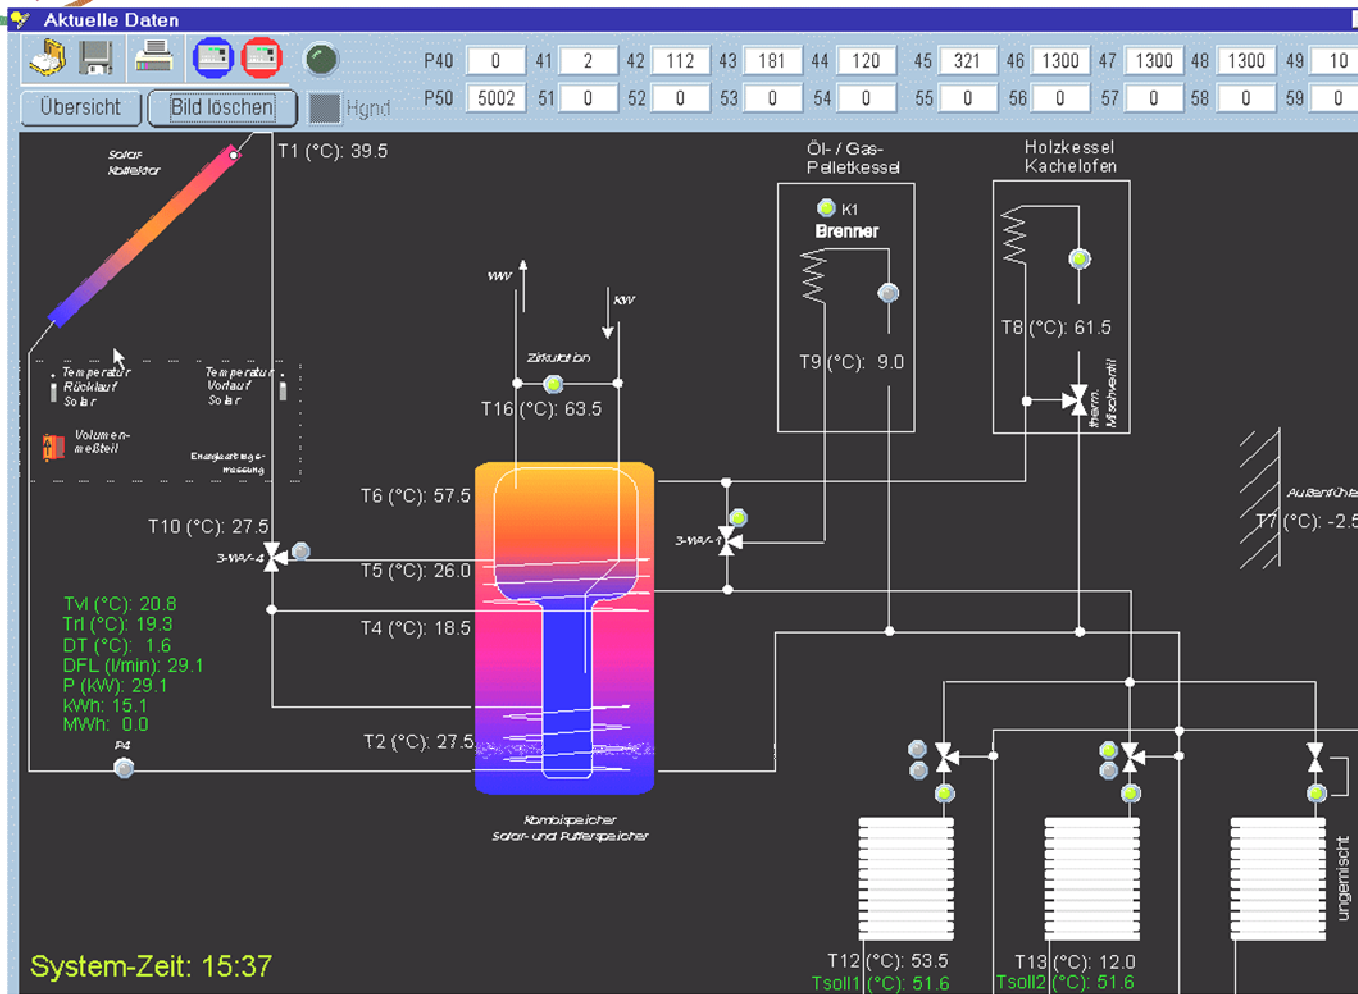 Aktuelle Daten
P40 0 41 2 42 112 43 181 44 120 45 321 46 1300 47 1300 48 1300 49 10
Übersicht Bild löschen Hgnd P50 5002 51 0 52 0 53 0 54 0 55 0 56 0 57 0 58 0 59 0
Solar-
Kollektor
T1 (°C): 39.5
Öl- / Gas-
Pelletkessel
Holzkessel
Kachelofen
K1
Brenner
WW
KW
T8 (°C): 61.5
Zirkulation
T9 (°C): 9.0
Temperatur
Rücklauf
Solar
Temperatur
Vorlauf
Solar
therm.
Mischventil
T16 (°C): 63.5
Volumen-
meßteil
Energieertrags-
messung
T6 (°C): 57.5
Außenfühler
T7 (°C): -2.5
T10 (°C): 27.5
3-WV-4
3-WV-1
T5 (°C): 26.0
Tvl (°C): 20.8
Trl (°C): 19.3
DT (°C): 1.6
DFL (l/min): 29.1
P (kW): 29.1
kWh: 15.1
MWh: 0.0
T4 (°C): 18.5
P4
T2 (°C): 27.5
Kombispeicher
Solar- und Pufferspeicher
ungemischt
System-Zeit: 15:37
T12 (°C): 53.5
Tsoll1 (°C): 51.6
T13 (°C): 12.0
Tsoll2 (°C): 51.6